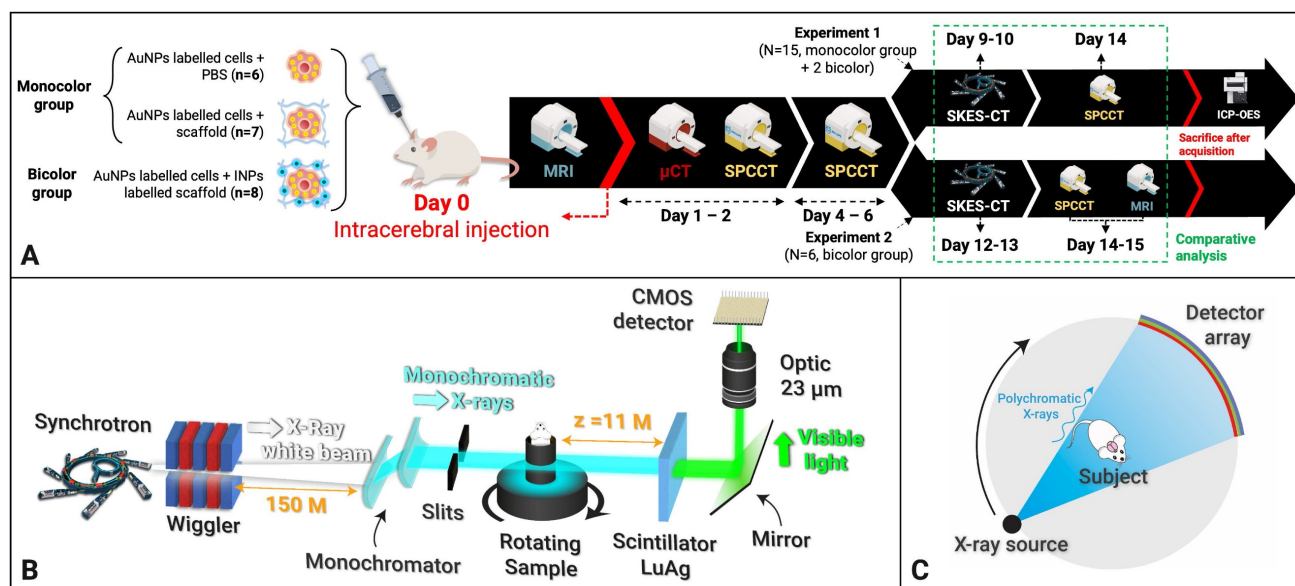 Monocolor
group
AuNPs labelled cells +
PBS (n=6)
AuNPs labelled cells +
scaffold (n=7)
Bicolor
group
AuNPs labelled cells + INPs
labelled scaffold (n=8)
Day 0
Intracerebral injection
MRI
µCT
SPCCT
SPCCT
Day 1 – 2
Day 4 – 6
Experiment 1
(N=15, monocolor group
+ 2 bicolor)
Day 9-10
Day 14
SKES-CT
SPCCT
ICP-OES
Sacrifice after
acquisition
SKES-CT
SPCCT
MRI
Experiment 2
(N=6, bicolor group)
Day 12-13
Day 14-15
Comparative
analysis
A
Synchrotron
Wiggler
X-Ray
white beam
150 M
Monochromator
Monochromatic
X-rays
Slits
Rotating
Sample
z =11 M
Scintillator
LuAg
Mirror
Visible
light
Optic
23 µm
CMOS
detector
B
Detector
array
Polychromatic
X-rays
Subject
X-ray source
C